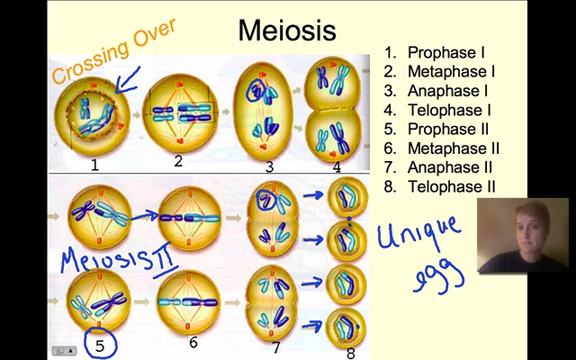 Meiosis
Crossing Over
1. Prophase I
2. Metaphase I
3. Anaphase I
4. Telophase I
5. Prophase II
6. Metaphase II
7. Anaphase II
8. Telophase II
1
2
3
4
Meiosis II
Unique
egg
5
6
7
8